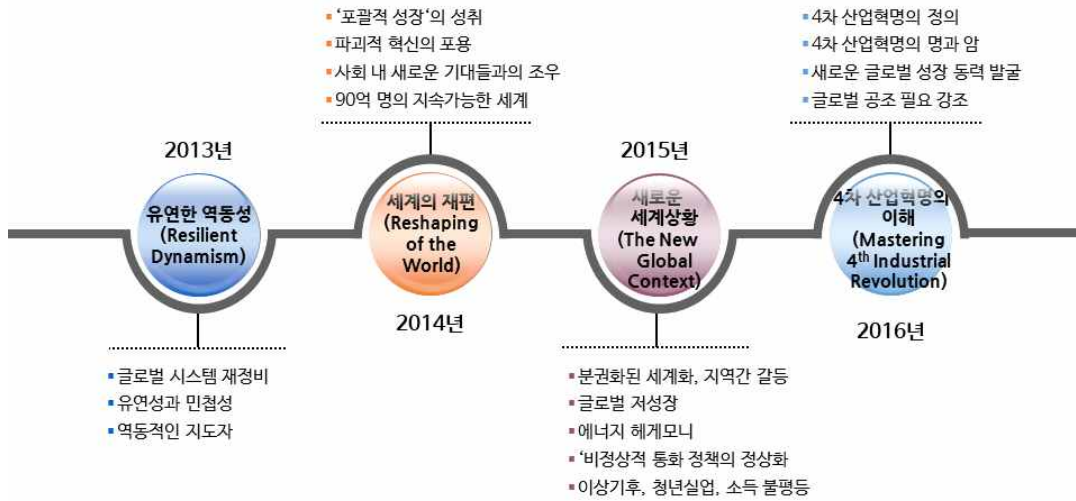 2013년
유연한 역동성
(Resilient
Dynamism)
▪글로벌 시스템 재정비
▪유연성과 민첩성
▪역동적인 지도자
▪‘포괄적 성장‘의 성취
▪파괴적 혁신의 포용
▪사회 내 새로운 기대들과의 조우
▪90억 명의 지속가능한 세계
세계의 재편
(Reshaping
of the
World)
2014년
2015년
새로운
세계상황
(The New
Global
Context)
▪분권화된 세계화, 지역간 갈등
▪글로벌 저성장
▪에너지 헤게모니
▪‘비정상적 통화 정책의 정상화
▪이상기후, 청년실업, 소득 불평등
▪4차 산업혁명의 정의
▪4차 산업혁명의 명과 암
▪새로운 글로벌 성장 동력 발굴
▪글로벌 공조 필요 강조
4차 산업혁명의
이해
(Mastering
4th Industrial
Revolution)
2016년